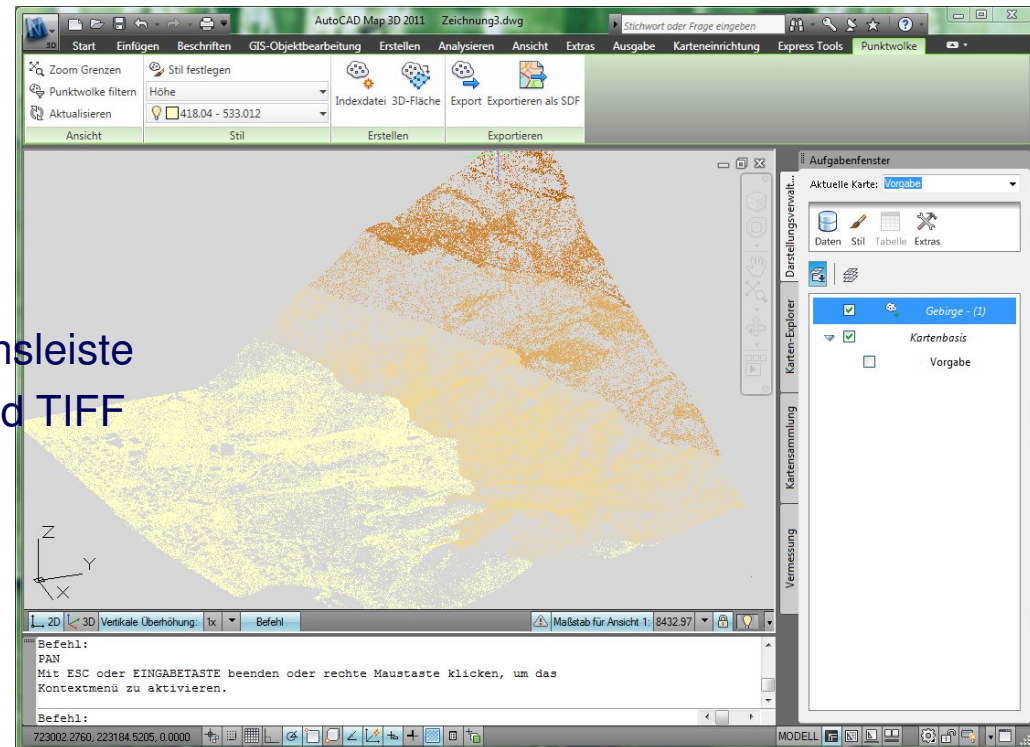 AutoCAD Map 3D 2011 Zeichnung3.dwg
Stichwort oder Frage eingeben
3D
Start Einfügen Beschriften GIS-Objektbearbeitung Erstellen Analysieren Ansicht Extras Ausgabe Karteneinrichtung Express Tools Punktwolke
Zoom Grenzen
Punktwolke filtern
Aktualisieren
Ansicht
Stil festlegen
Höhe
418.04 - 533.012
Stil
Indexdatei 3D-Fläche
Erstellen
Export Exportieren als SDF
Exportieren
nsleiste
d TIFF
Z
Y
X
Aufgabenfenster
Aktuelle Karte: Vorgabe
Daten Stil Tabelle Extras
Gebirge - (1)
Kartenbasis
Vorgabe
Darstellungsverwalt...
Karten-Explorer
Kartensammlung
Vermessung
2D 3D Vertikale Überhöhung: 1x Befehl
Maßstab für Ansicht 1: 8432.97
Befehl:
PAN
Mit ESC oder EINGABETASTE beenden oder rechte Maustaste klicken, um das
Kontextmenü zu aktivieren.
Befehl:
723002.2760, 223184.5205, 0.0000
MODELL